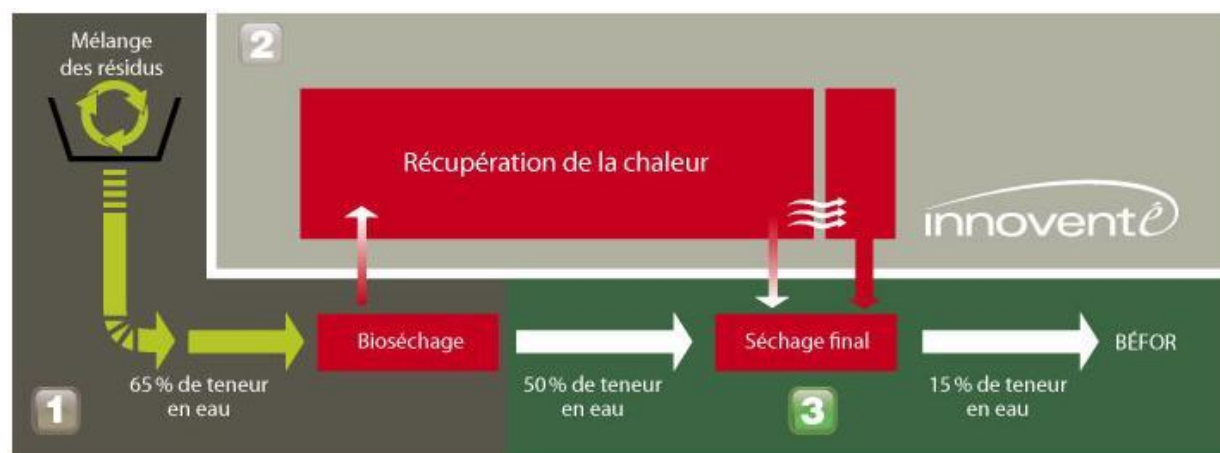 Mélange
des résidus
2
Récupération de la chaleur
innoventé
Bioséchage
Séchage final
BÉFOR
65 % de teneur
en eau
50 % de teneur
en eau
15 % de teneur
en eau
1
3